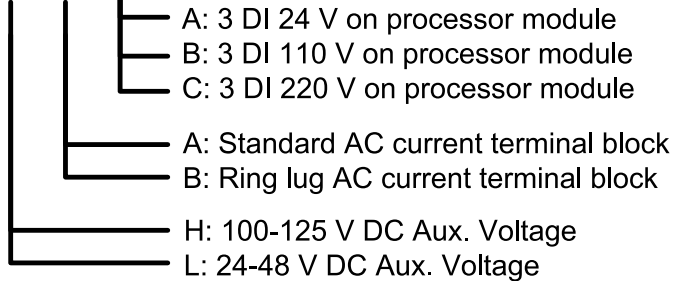 A: 3 DI 24 V on processor module
B: 3 DI 110 V on processor module
C: 3 DI 220 V on processor module
A: Standard AC current terminal block
B: Ring lug AC current terminal block
H: 100-125 V DC Aux. Voltage
L: 24-48 V DC Aux. Voltage